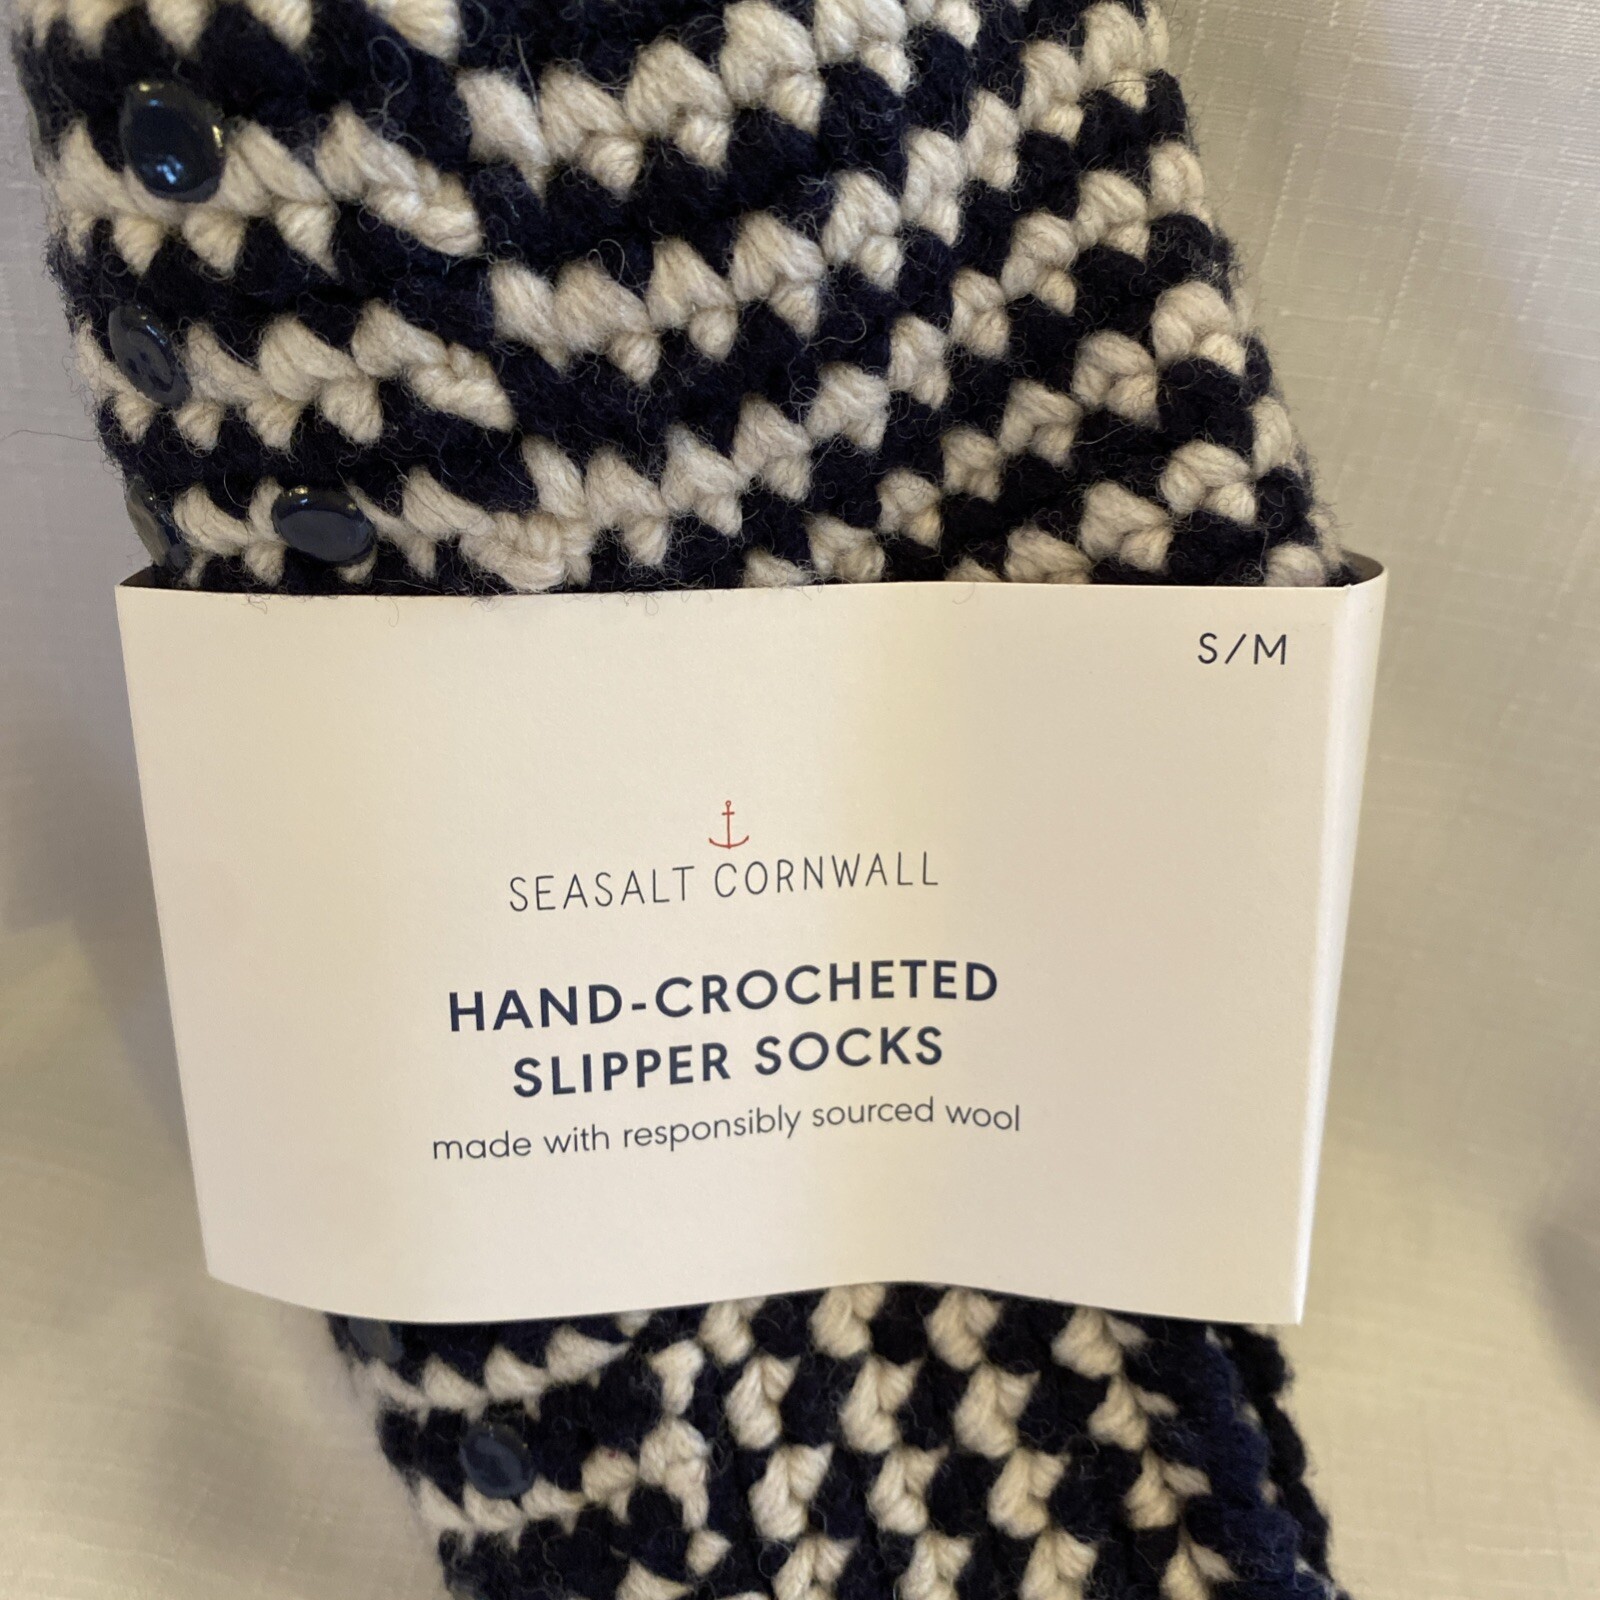 S/M
SEASALT CORNWALL
HAND-CROCHETED
SLIPPER SOCKS
made with responsibly sourced wool